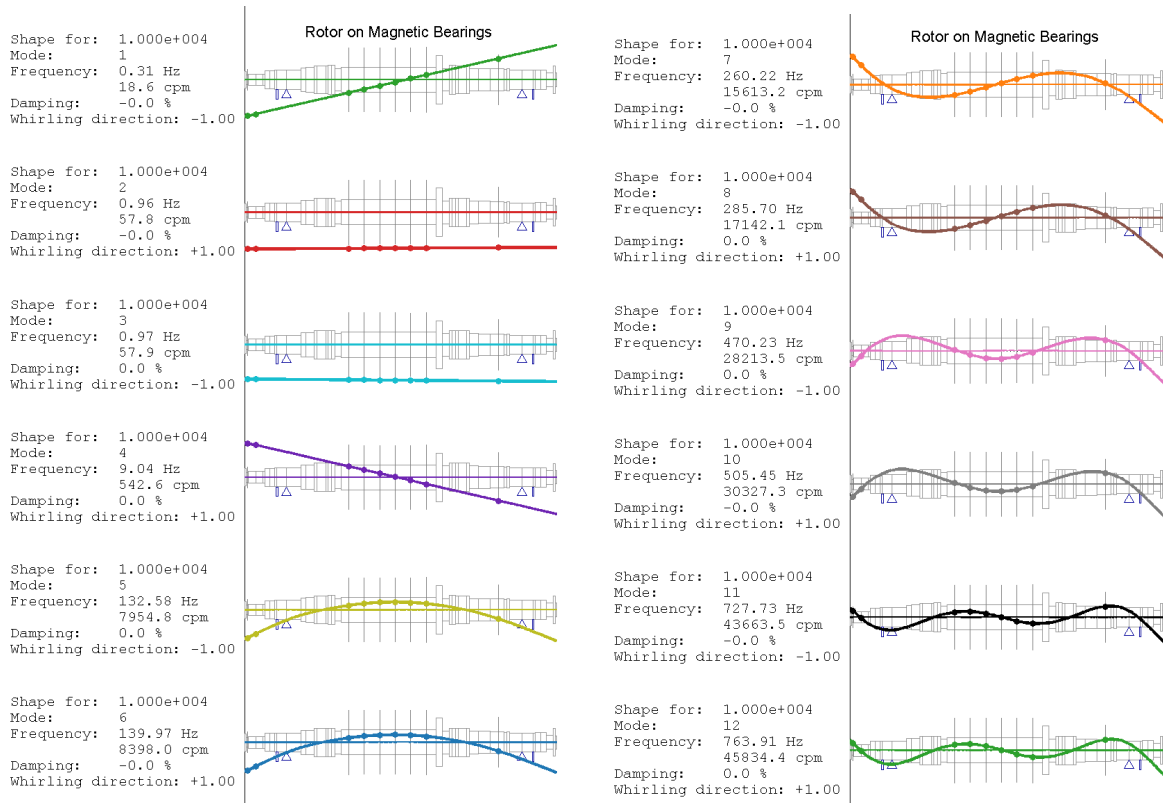 Rotor on Magnetic Bearings
Shape for: 1.000e+004
Mode: 1
Frequency: 0.31 Hz
18.6 cpm
Damping: -0.0 %
Whirling direction: -1.00
Shape for: 1.000e+004
Mode: 2
Frequency: 0.96 Hz
57.8 cpm
Damping: -0.0 %
Whirling direction: +1.00
Shape for: 1.000e+004
Mode: 3
Frequency: 0.97 Hz
57.9 cpm
Damping: 0.0 %
Whirling direction: -1.00
Shape for: 1.000e+004
Mode: 4
Frequency: 9.04 Hz
542.6 cpm
Damping: 0.0 %
Whirling direction: +1.00
Shape for: 1.000e+004
Mode: 5
Frequency: 132.58 Hz
7954.8 cpm
Damping: 0.0 %
Whirling direction: -1.00
Shape for: 1.000e+004
Mode: 6
Frequency: 139.97 Hz
8398.0 cpm
Damping: -0.0 %
Whirling direction: +1.00
Rotor on Magnetic Bearings
Shape for: 1.000e+004
Mode: 7
Frequency: 260.22 Hz
15613.2 cpm
Damping: -0.0 %
Whirling direction: -1.00
Shape for: 1.000e+004
Mode: 8
Frequency: 285.70 Hz
17142.1 cpm
Damping: 0.0 %
Whirling direction: +1.00
Shape for: 1.000e+004
Mode: 9
Frequency: 470.23 Hz
28213.5 cpm
Damping: 0.0 %
Whirling direction: -1.00
Shape for: 1.000e+004
Mode: 10
Frequency: 505.45 Hz
30327.3 cpm
Damping: -0.0 %
Whirling direction: +1.00
Shape for: 1.000e+004
Mode: 11
Frequency: 727.73 Hz
43663.5 cpm
Damping: -0.0 %
Whirling direction: -1.00
Shape for: 1.000e+004
Mode: 12
Frequency: 763.91 Hz
45834.4 cpm
Damping: 0.0 %
Whirling direction: +1.00